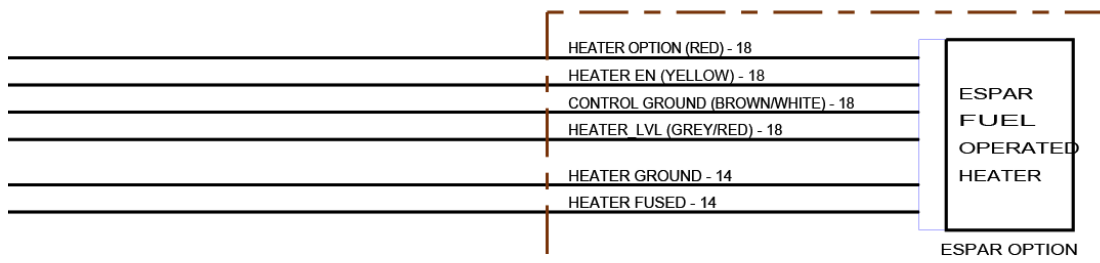 HEATER OPTION (RED) - 18
HEATER EN (YELLOW) - 18
CONTROL GROUND (BROWN/WHITE) - 18
HEATER_LVL (GREY/RED) - 18
HEATER GROUND - 14
HEATER FUSED - 14
ESPAR
FUEL
OPERATED
HEATER
ESPAR OPTION